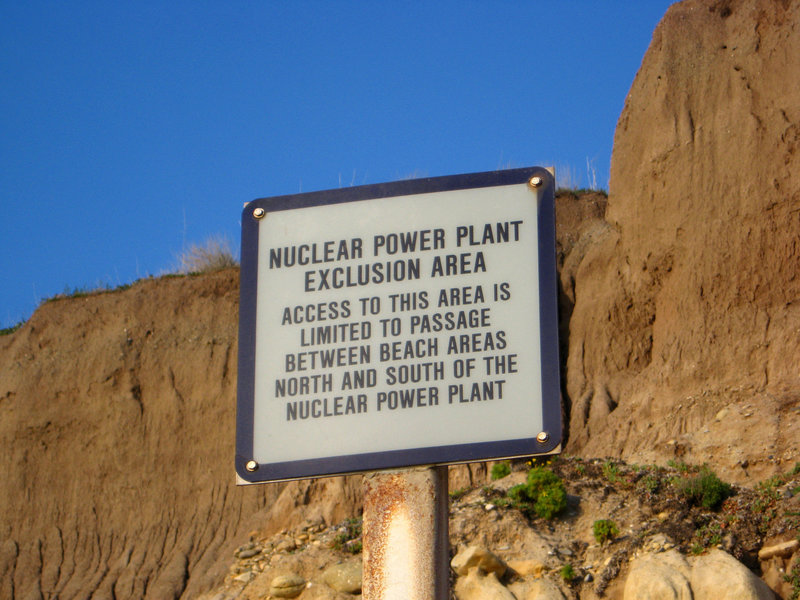 NUCLEAR POWER PLANT
EXCLUSION AREA
ACCESS TO THIS AREA IS
LIMITED TO PASSAGE
BETWEEN BEACH AREAS
NORTH AND SOUTH OF THE
NUCLEAR POWER PLANT